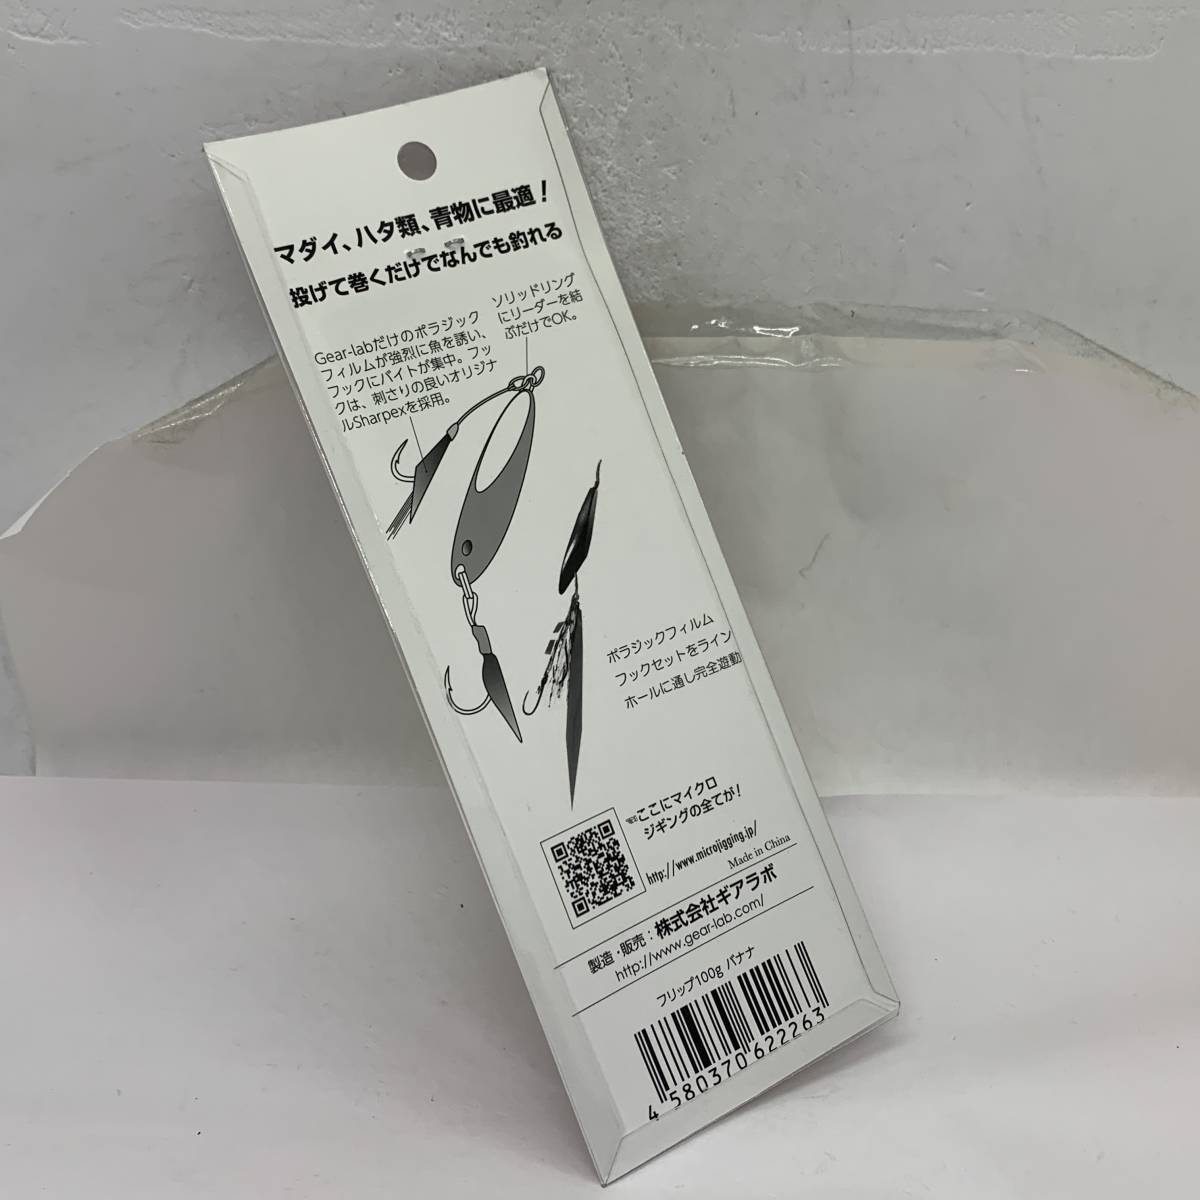 マダイ、ハタ類、青物に最適！
投げて巻くだけでなんでも釣れる
Gear-labだけのポラジック
フィルムが強烈に魚を誘い、
フックにバイトが集中。フッ
クは、刺さりの良いオリジナ
ルSharpexを採用。
ソリッドリング
にリーダーを結
ぶだけでOK。
ポラジックフィルム
フックセットをライン
ホールに通し完全遊動
☜ここにマイクロ
ジギングの全てが！
http://www.microjigging.jp/
Made in China
製造・販売：株式会社ギアラボ
http://www.gear-lab.com/
フリップ100g バナナ
4 580370 622263